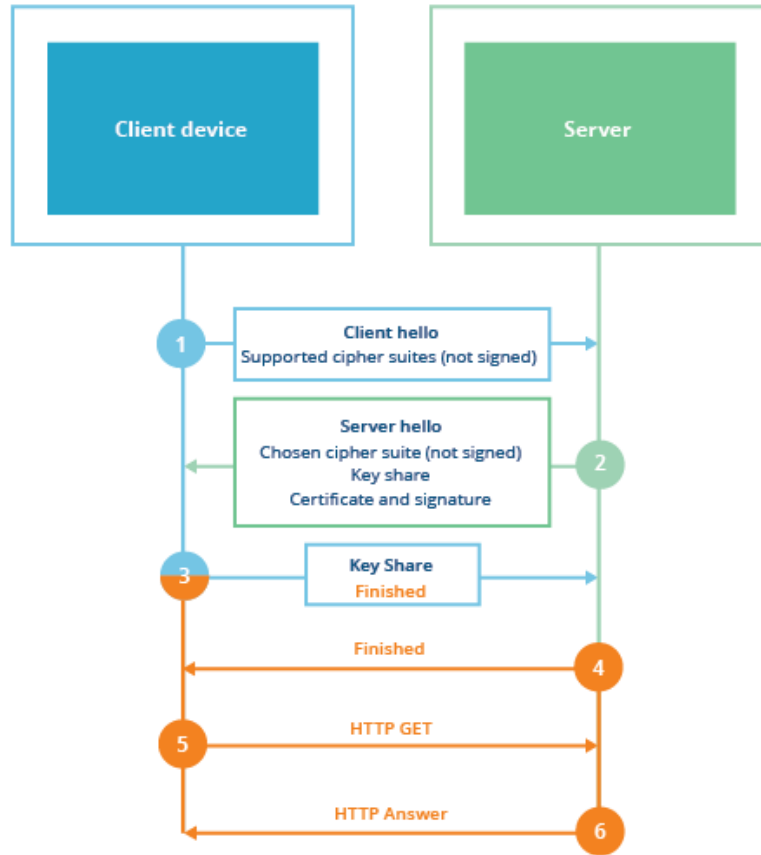 Client device
Server
1
Client hello
Supported cipher suites (not signed)
Server hello
Chosen cipher suite (not signed)
Key share
Certificate and signature
2
3
Key Share
Finished
Finished
4
5
HTTP GET
HTTP Answer
6